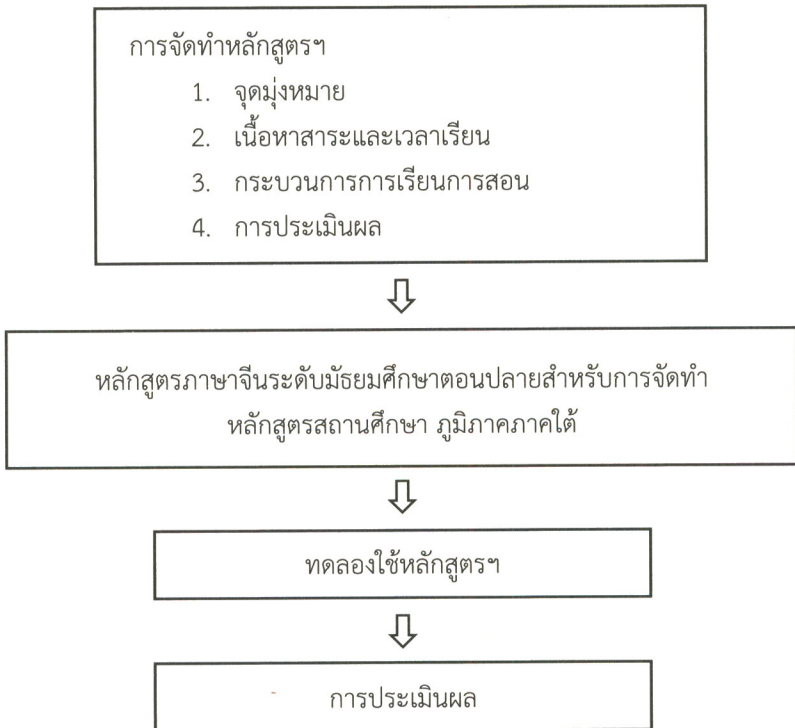 การจัดทำหลักสูตรฯ
1. จุดมุ่งหมาย
2. เนื้อหาสาระและเวลาเรียน
3. กระบวนการการเรียนการสอน
4. การประเมินผล
หลักสูตรภาษาจีนระดับมัธยมศึกษาตอนปลายสำหรับการจัดทำ
หลักสูตรสถานศึกษา ภูมิภาคภาคใต้
ทดลองใช้หลักสูตรฯ
การประเมินผล